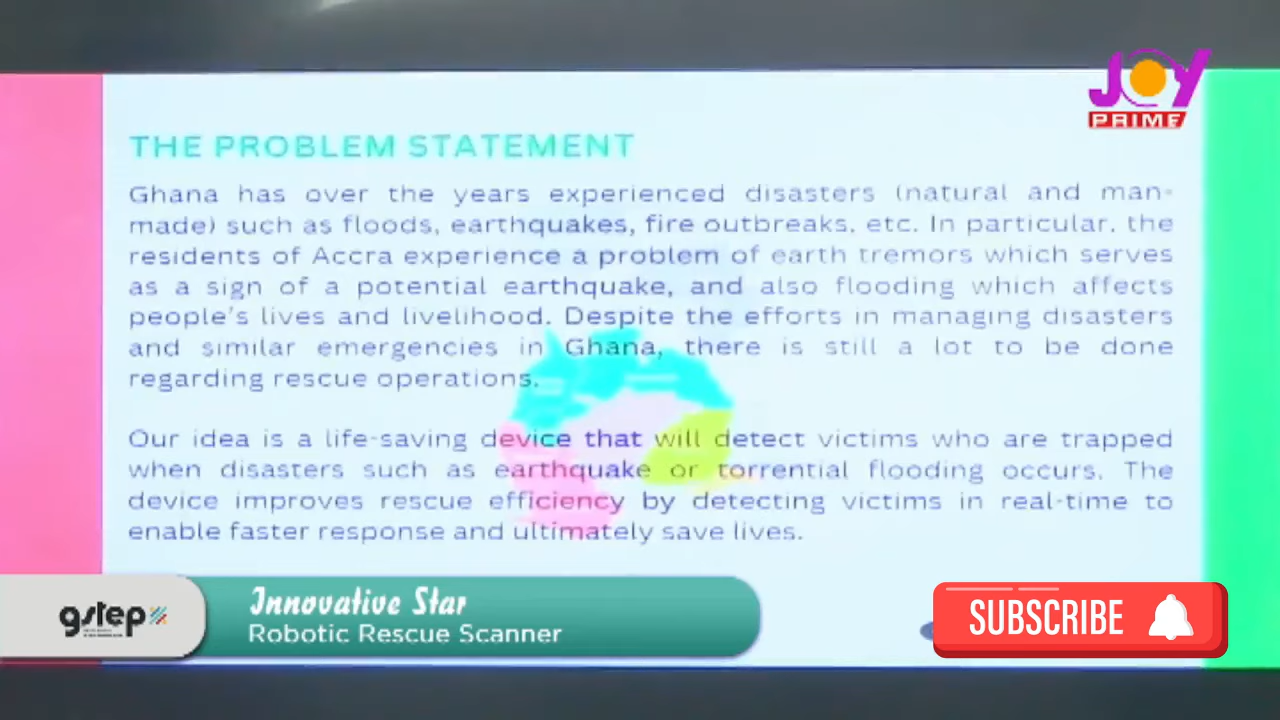 JOY
PRIME
THE PROBLEM STATEMENT
Ghana has over the years experienced disasters (natural and man-
made) such as floods, earthquakes, fire outbreaks, etc. In particular, the
residents of Accra experience a problem of earth tremors which serves
as a sign of a potential earthquake, and also flooding which affects
people's lives and livelihood. Despite the efforts in managing disasters
and similar emergencies in Ghana, there is still a lot to be done
regarding rescue operations.
Our idea is a life-saving device that will detect victims who are trapped
when disasters such as earthquake or torrential flooding occurs. The
device improves rescue efficiency by detecting victims in real-time to
enable faster response and ultimately save lives.
gstep
Innovative Star
Robotic Rescue Scanner
SUBSCRIBE